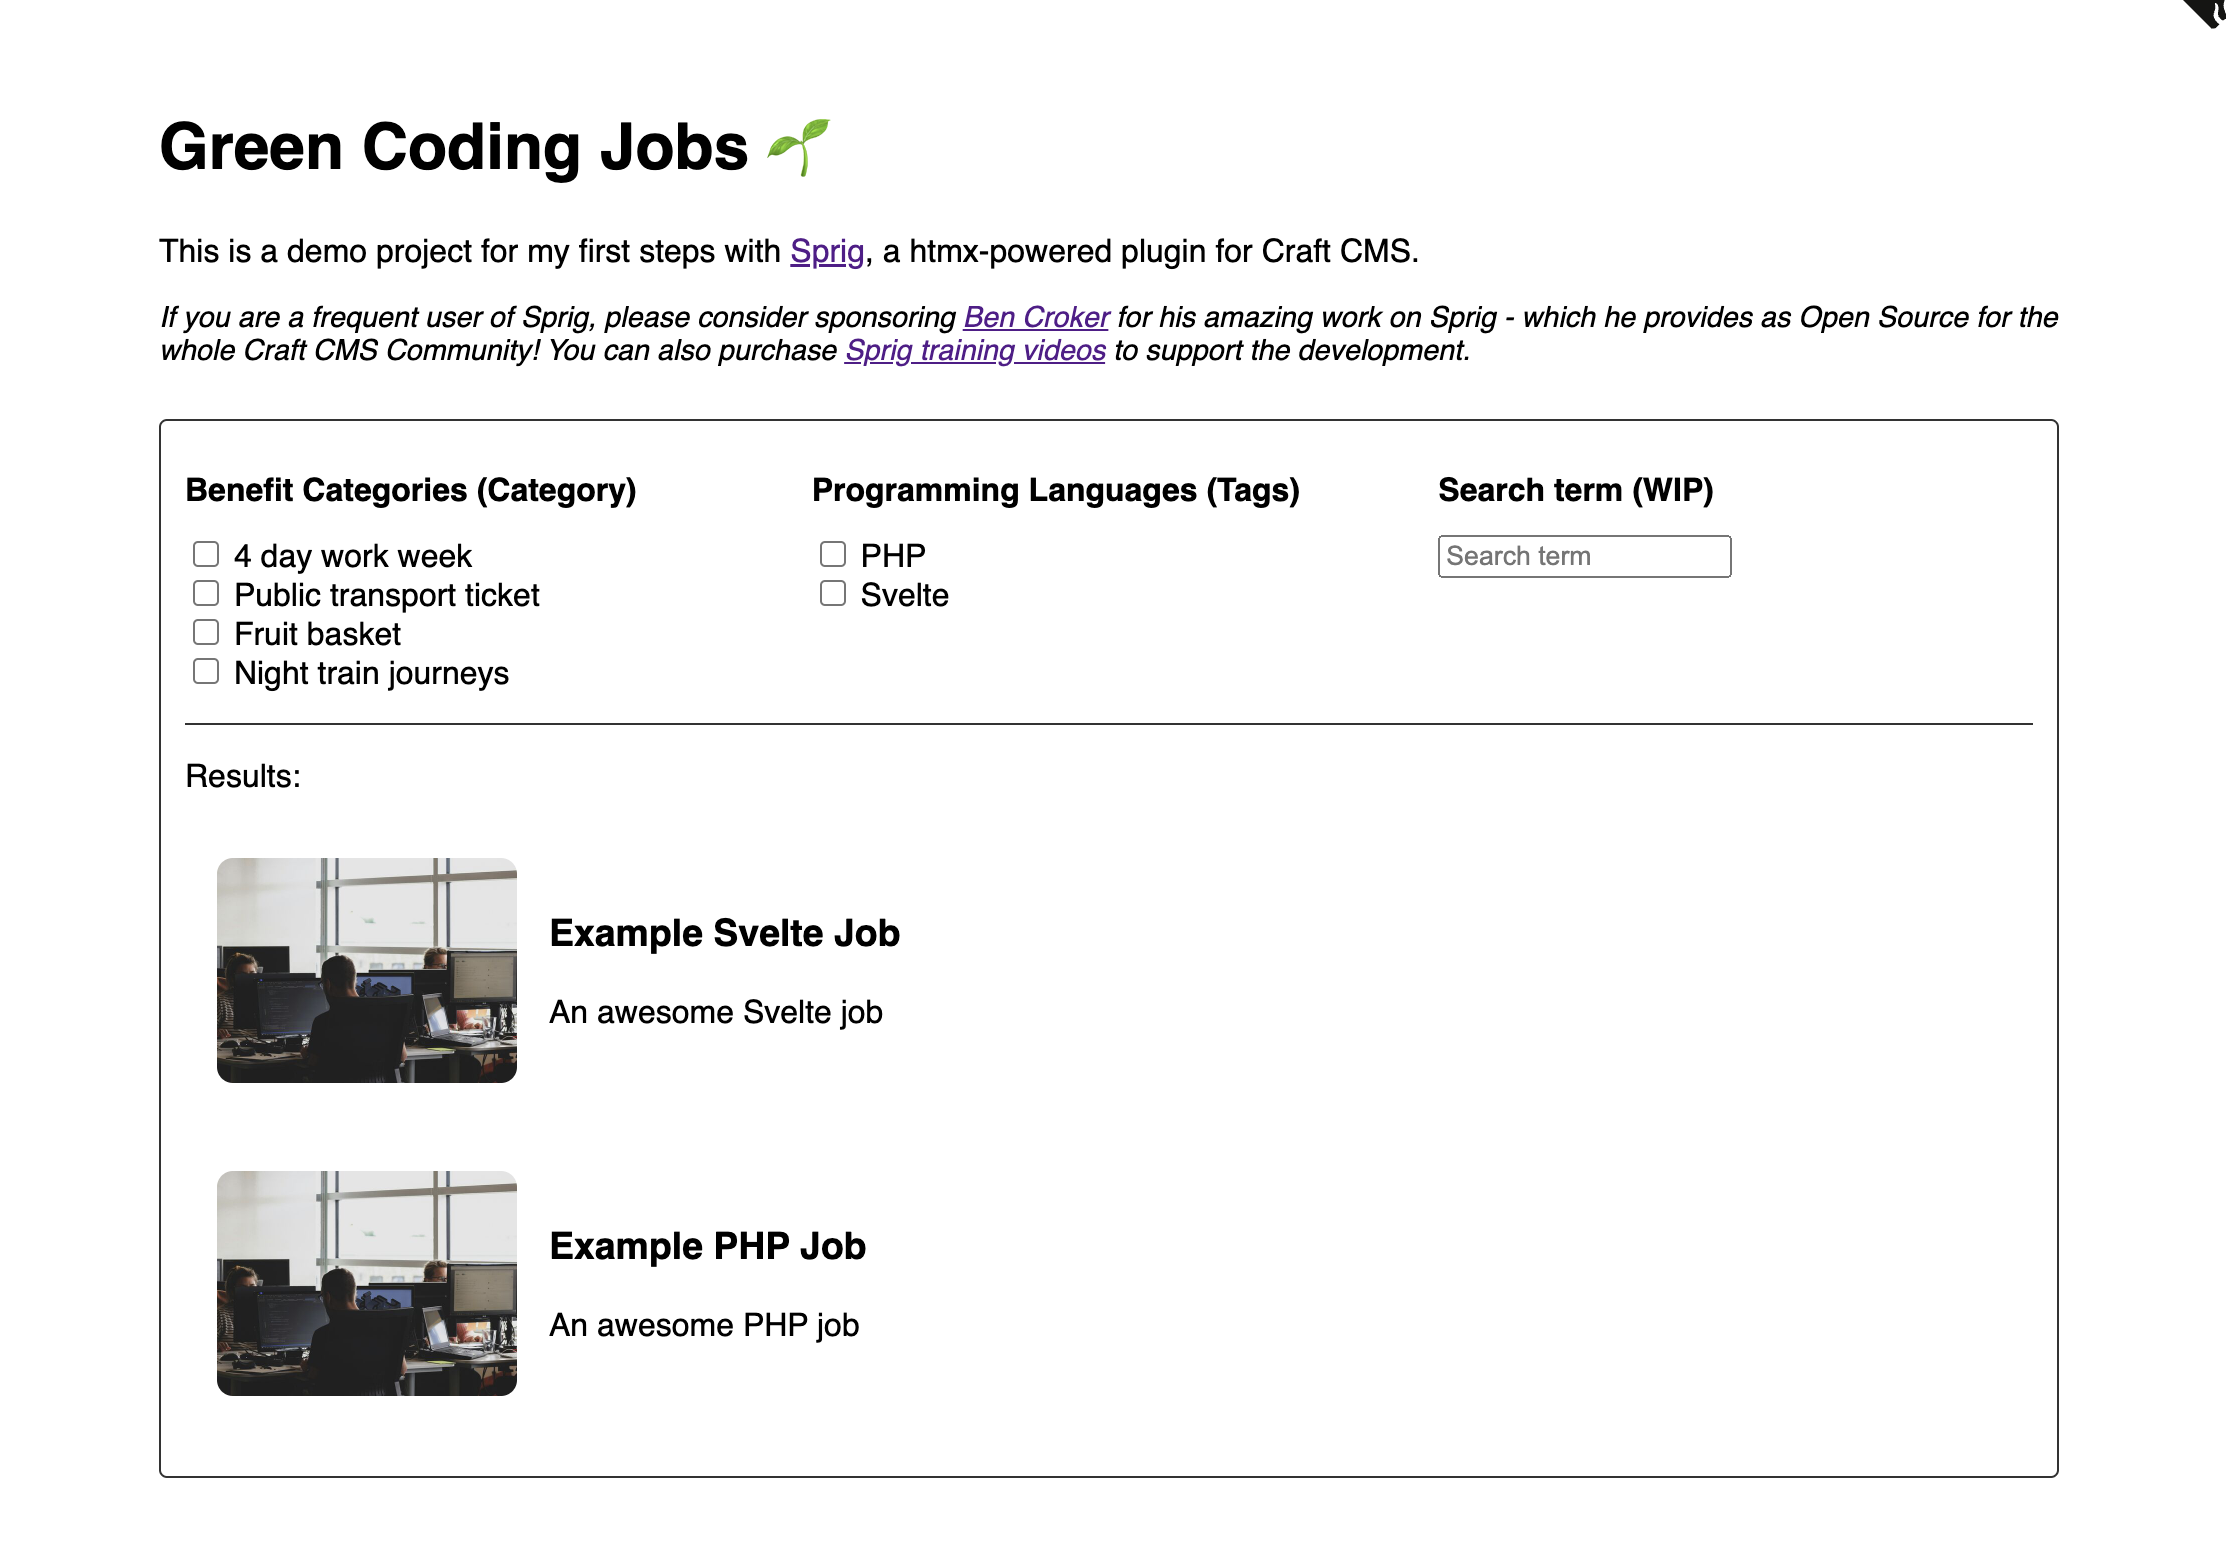 Green Coding Jobs 🌱
This is a demo project for my first steps with Sprig, a htmx-powered plugin for Craft CMS.
If you are a frequent user of Sprig, please consider sponsoring Ben Croker for his amazing work on Sprig - which he provides as Open Source for the
whole Craft CMS Community! You can also purchase Sprig training videos to support the development.
Benefit Categories (Category)
4 day work week
Public transport ticket
Fruit basket
Night train journeys
Programming Languages (Tags)
PHP
Svelte
Search term (WIP)
Search term
Results:
Example Svelte Job
An awesome Svelte job
Example PHP Job
An awesome PHP job